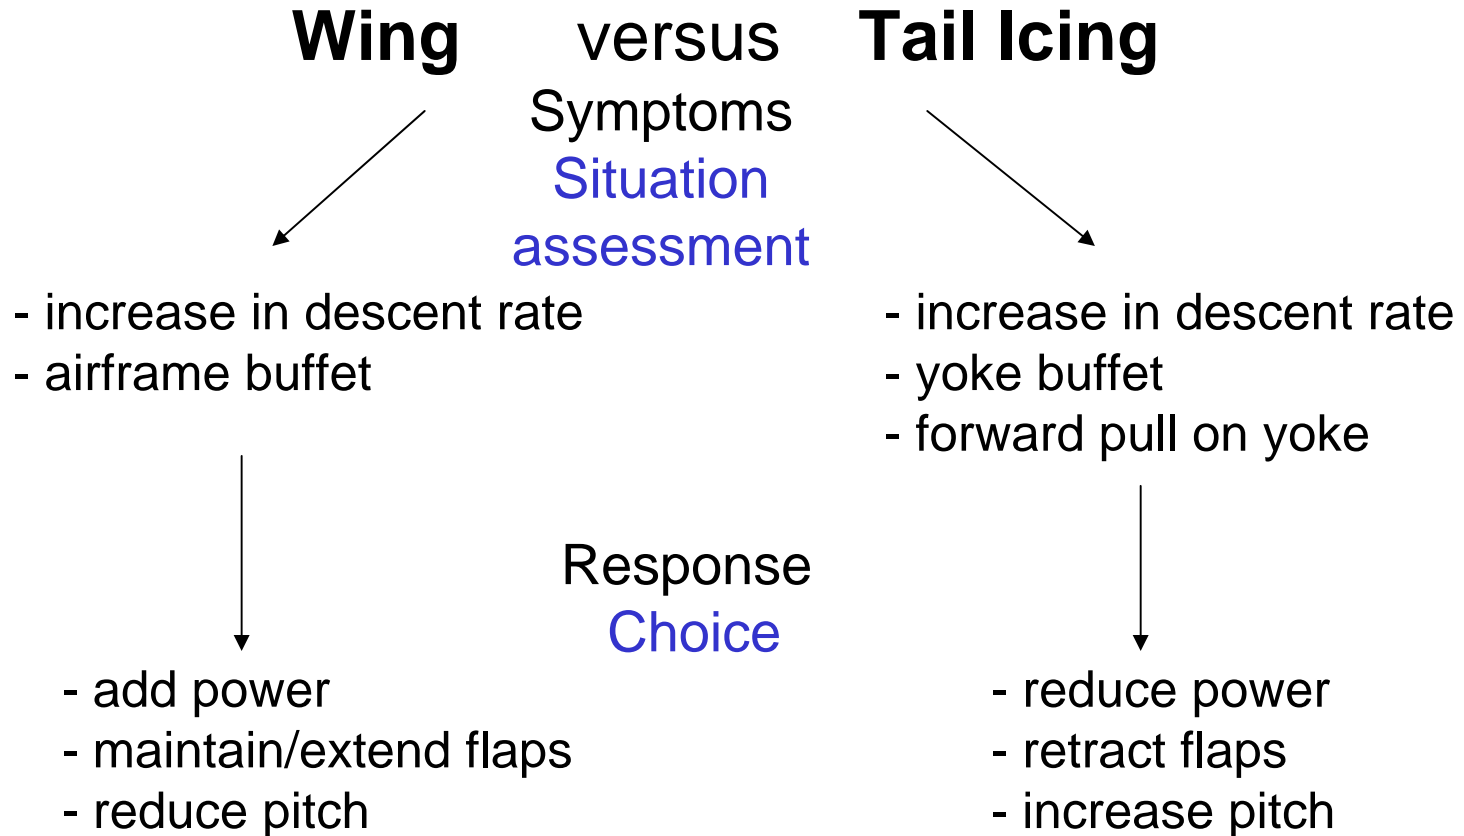 Wing versus Tail Icing
Symptoms
Situation
assessment
- increase in descent rate
- airframe buffet
- increase in descent rate
- yoke buffet
- forward pull on yoke
Response
Choice
- add power
- maintain/extend flaps
- reduce pitch
- reduce power
- retract flaps
- increase pitch